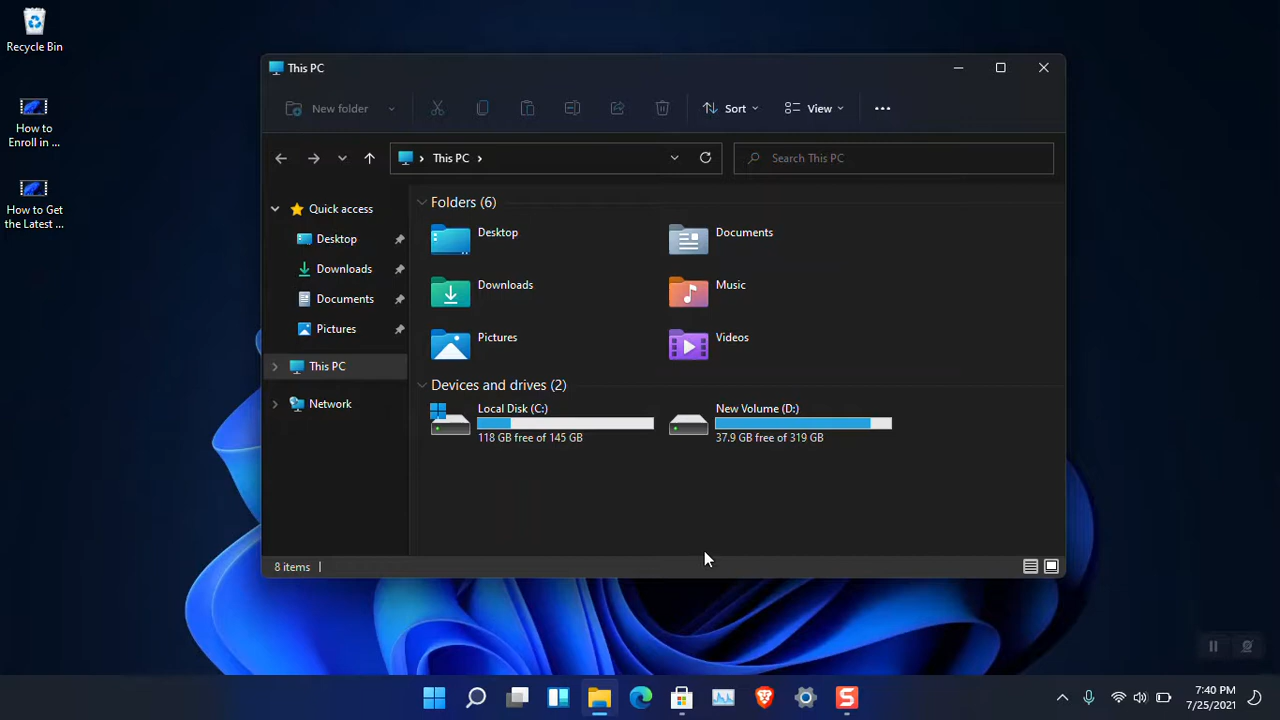 Recycle Bin
How to
Enroll in ...
How to Get
the Latest ...
This PC
New folder
Sort
View
This PC
Search This PC
Quick access
Desktop
Downloads
Documents
Pictures
This PC
Network
Folders (6)
Desktop
Documents
Downloads
Music
Pictures
Videos
Devices and drives (2)
Local Disk (C:)
118 GB free of 145 GB
New Volume (D:)
37.9 GB free of 319 GB
8 items
7:40 PM
7/25/2021